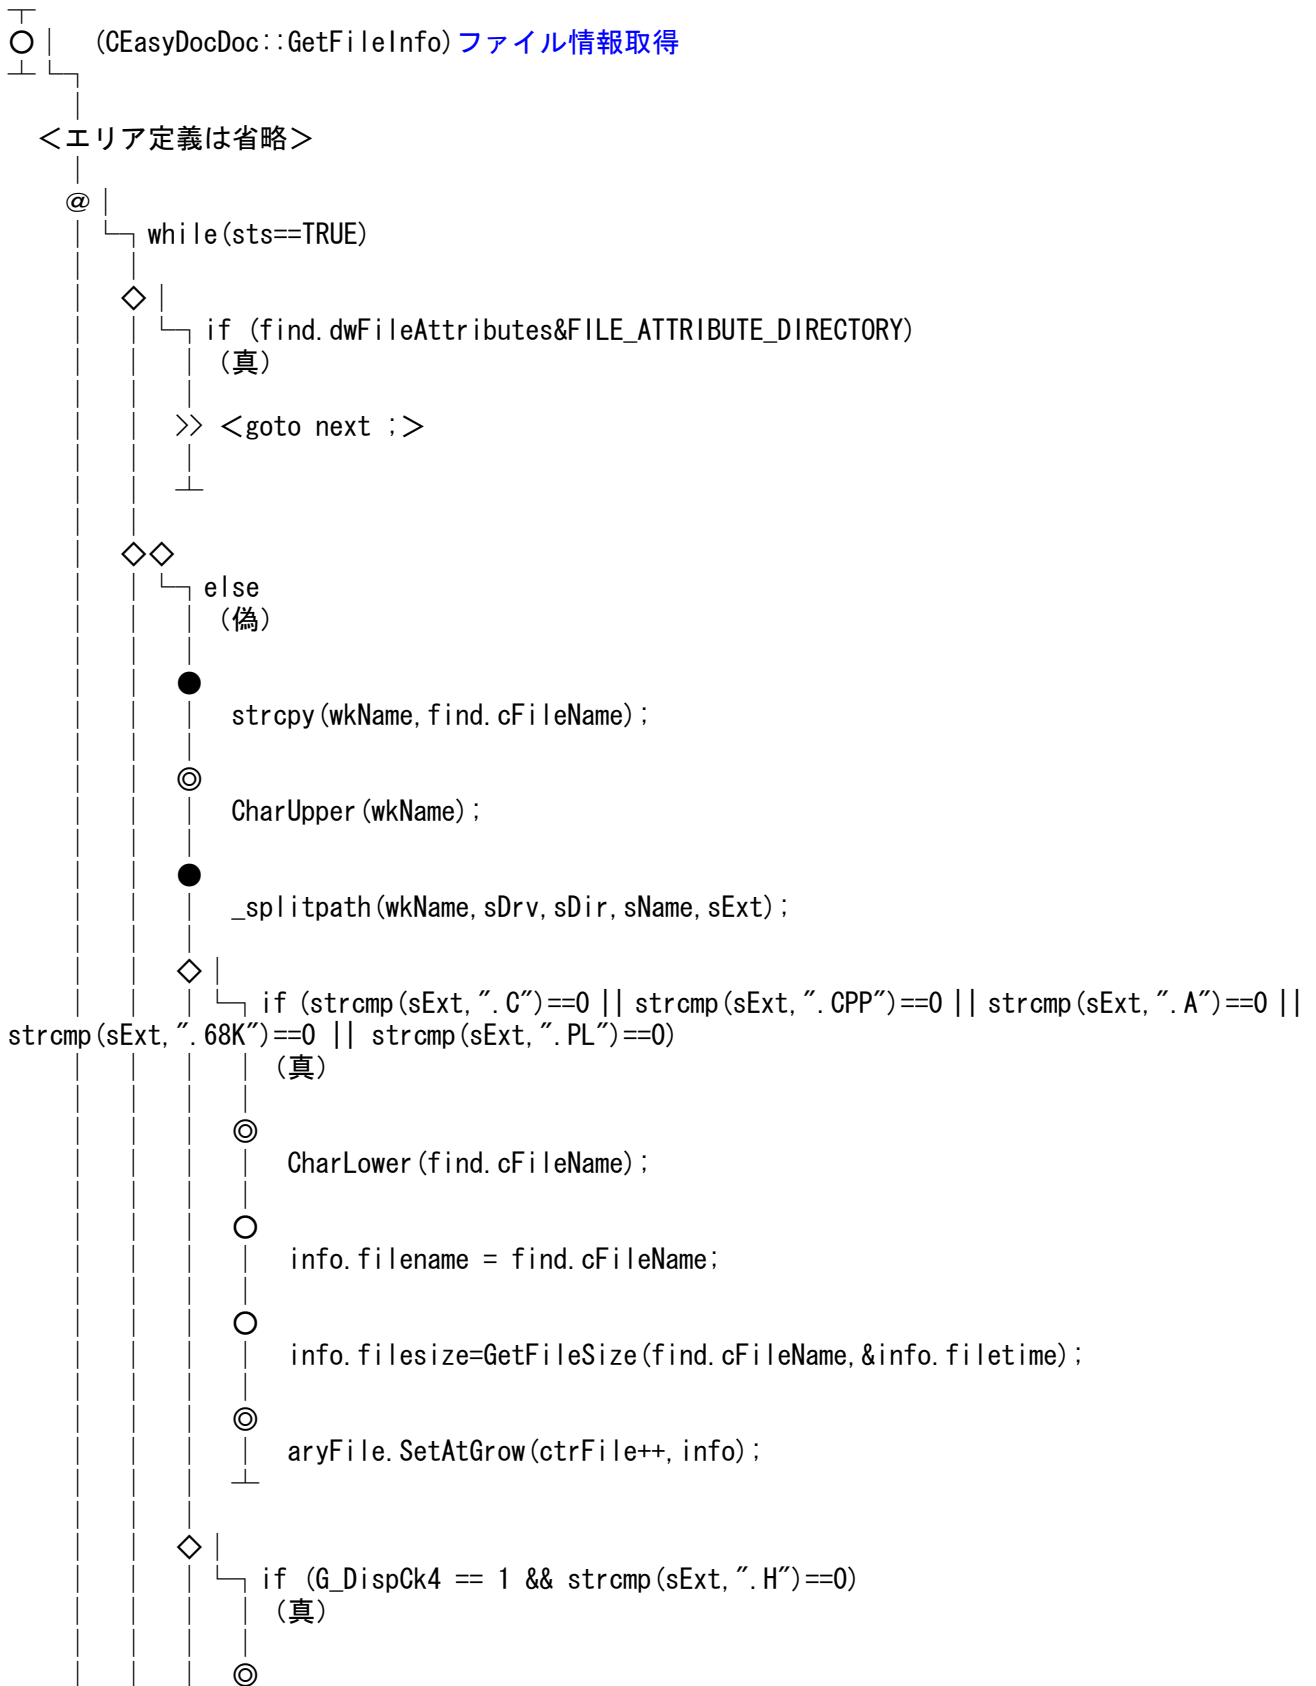 ○│ (CEasyDocDoc::GetFileInfo)ファイル情報取得
＜エリア定義は省略＞
@
while(sts==TRUE)
◇
if (find.dwFileAttributes&FILE_ATTRIBUTE_DIRECTORY)
(真)
>> ＜goto next ;＞
◇◇
else
(偽)
●
strcpy(wkName,find.cFileName);
◎
CharUpper(wkName);
●
_splitpath(wkName,sDrv,sDir,sName,sExt);
◇
if (strcmp(sExt,".C")==0 || strcmp(sExt,".CPP")==0 || strcmp(sExt,".A")==0 ||
strcmp(sExt,".68K")==0 || strcmp(sExt,".PL")==0)
(真)
◎
CharLower(find.cFileName);
○
info.filename = find.cFileName;
○
info.filesize=GetFileSize(find.cFileName,&info.filetime);
◎
aryFile.SetAtGrow(ctrFile++,info);
◇
if (G_DispCk4 == 1 && strcmp(sExt,".H")==0)
(真)
◎